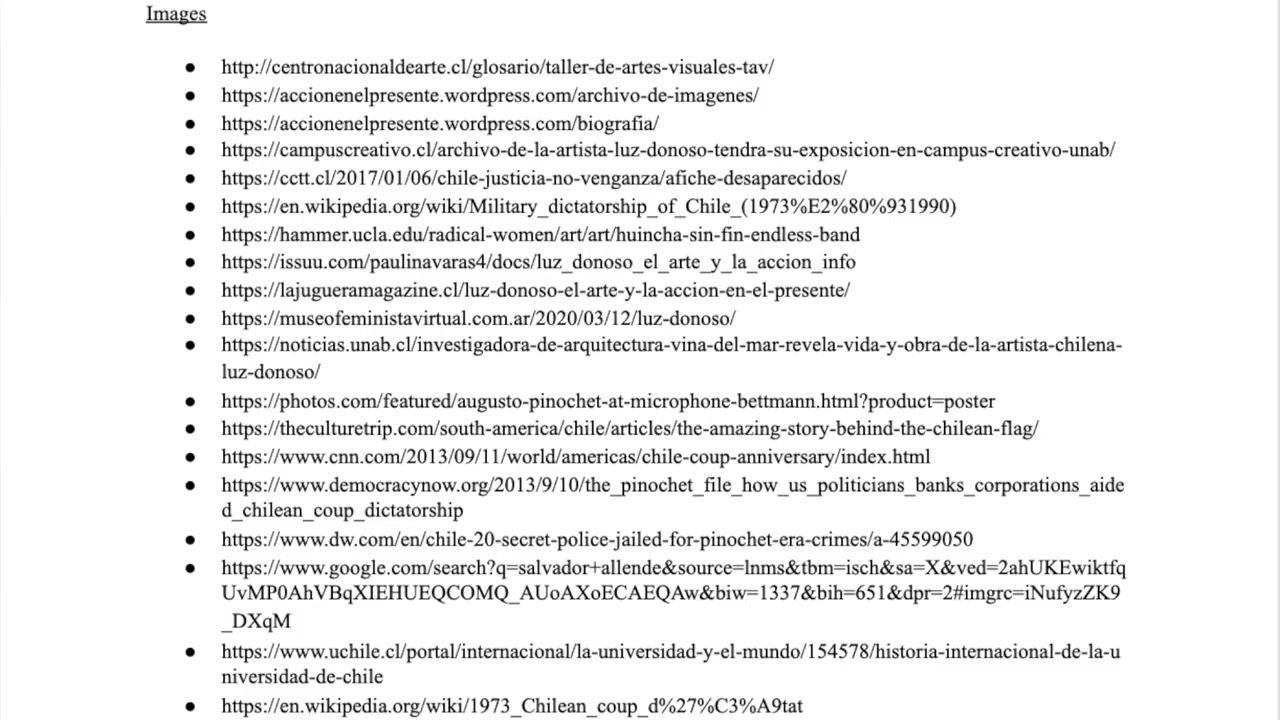 Images
● http://centronacionaldearte.cl/glosario/taller-de-artes-visuales-tav/
● https://accionenelpresente.wordpress.com/archivo-de-imagenes/
● https://accionenelpresente.wordpress.com/biografia/
● https://campuscreativo.cl/archivo-de-la-artista-luz-donoso-tendra-su-exposicion-en-campus-creativo-unab/
● https://cctt.cl/2017/01/06/chile-justicia-no-venganza/afiche-desaparecidos/
● https://en.wikipedia.org/wiki/Military_dictatorship_of_Chile_(1973%E2%80%931990)
● https://hammer.ucla.edu/radical-women/art/art/huincha-sin-fin-endless-band
● https://issuu.com/paulinavaras4/docs/luz_donoso_el_arte_y_la_accion_info
● https://lajugueramagazine.cl/luz-donoso-el-arte-y-la-accion-en-el-presente/
● https://museofeministavirtual.com.ar/2020/03/12/luz-donoso/
● https://noticias.unab.cl/investigadora-de-arquitectura-vina-del-mar-revela-vida-y-obra-de-la-artista-chilena-
luz-donoso/
● https://photos.com/featured/augusto-pinochet-at-microphone-bettmann.html?product=poster
● https://theculturetrip.com/south-america/chile/articles/the-amazing-story-behind-the-chilean-flag/
● https://www.cnn.com/2013/09/11/world/americas/chile-coup-anniversary/index.html
● https://www.democracynow.org/2013/9/10/the_pinochet_file_how_us_politicians_banks_corporations_aide
d_chilean_coup_dictatorship
● https://www.dw.com/en/chile-20-secret-police-jailed-for-pinochet-era-crimes/a-45599050
● https://www.google.com/search?q=salvador+allende&source=lnms&tbm=isch&sa=X&ved=2ahUKEwiktfq
UvMP0AhVBqXIEHUEQCOMQ_AUoAXoECAEQAw&biw=1337&bih=651&dpr=2#imgrc=iNufyzZK9
_DXqM
● https://www.uchile.cl/portal/internacional/la-universidad-y-el-mundo/154578/historia-internacional-de-la-u
niversidad-de-chile
● https://en.wikipedia.org/wiki/1973_Chilean_coup_d%27%C3%A9tat